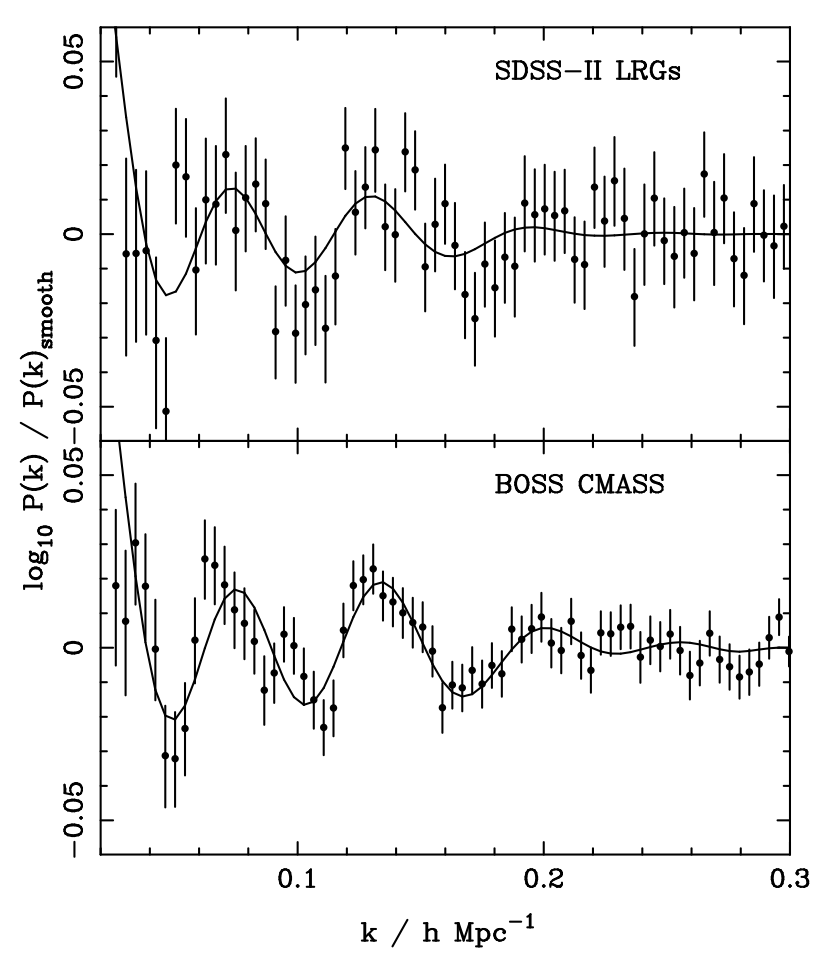 0.05
SDSS-II LRGs
0
-0.05
log10 P(k) / P(k)smooth
0.05
BOSS CMASS
0
-0.05
0.1 0.2 0.3
k / h Mpc-1